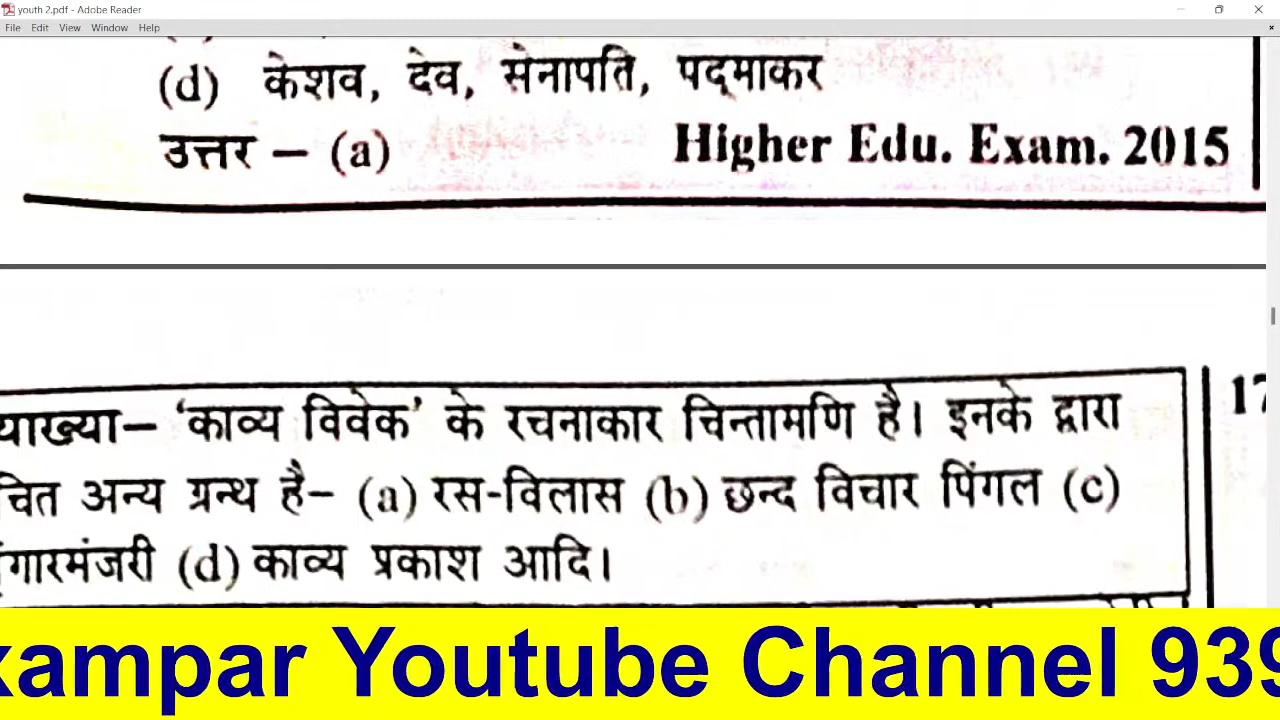 youth 2.pdf - Adobe Reader
File Edit View Window Help
(d) केशव, देव, सेनापति, पद्माकर
उत्तर – (a) Higher Edu. Exam. 2015
याख्या– ‘काव्य विवेक’ के रचनाकार चिन्तामणि है। इनके द्वारा
चित अन्य ग्रन्थ है– (a) रस-विलास (b) छन्द विचार पिंगल (c)
गारमंजरी (d) काव्य प्रकाश आदि।
17
xampar Youtube Channel 939